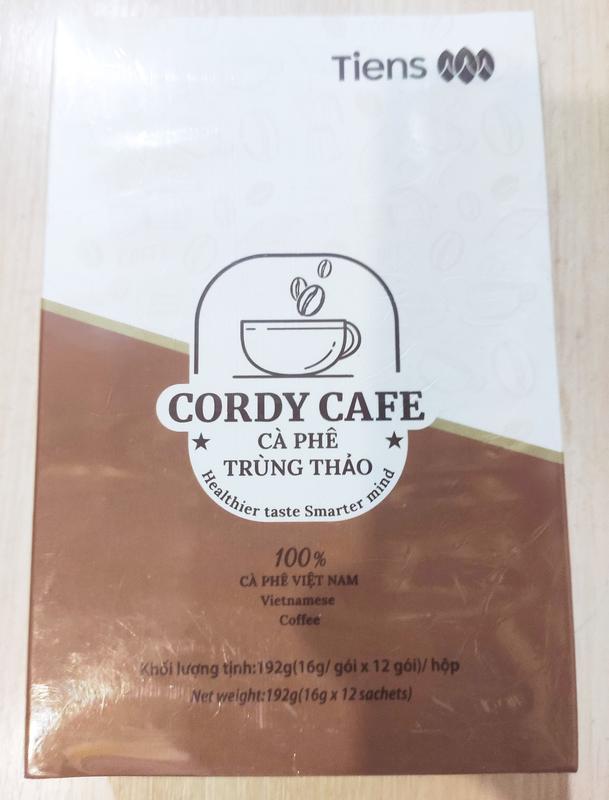 Tiens
CORDY CAFE
CÀ PHÊ
TRÙNG THẢO
Healthier taste Smarter mind
100%
CÀ PHÊ VIỆT NAM
Vietnamese
Coffee
Khối lượng tịnh:192g(16g/ gói x 12 gói)/ hộp
Net weight:192g(16g x 12 sachets)